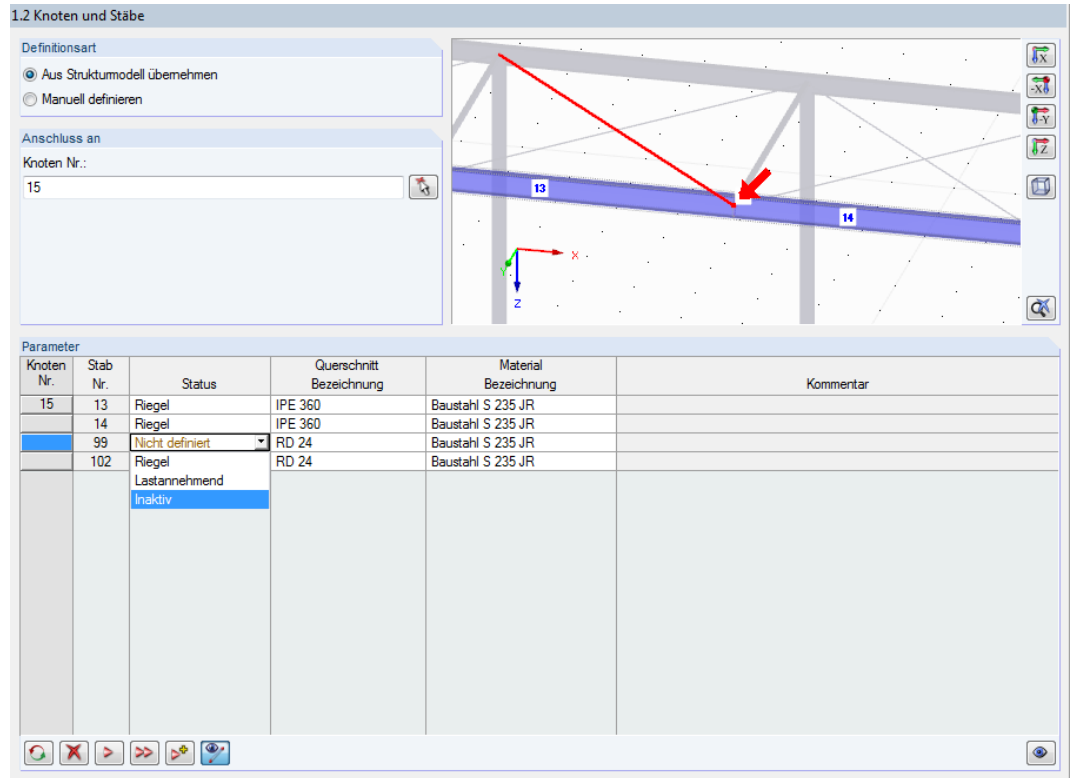 1.2 Knoten und Stäbe
Definitionsart
Aus Strukturmodell übernehmen
Manuell definieren
Anschluss an
Knoten Nr.:
15
13
14
X
Y
Z
X
-X
-Y
Z
Parameter
Knoten Nr. Stab Nr. Status Querschnitt Bezeichnung Material Bezeichnung Kommentar
15 13 Riegel IPE 360 Baustahl S 235 JR
14 Riegel IPE 360 Baustahl S 235 JR
99 Nicht definiert RD 24 Baustahl S 235 JR
102 Riegel RD 24 Baustahl S 235 JR
Lastannehmend
Inaktiv